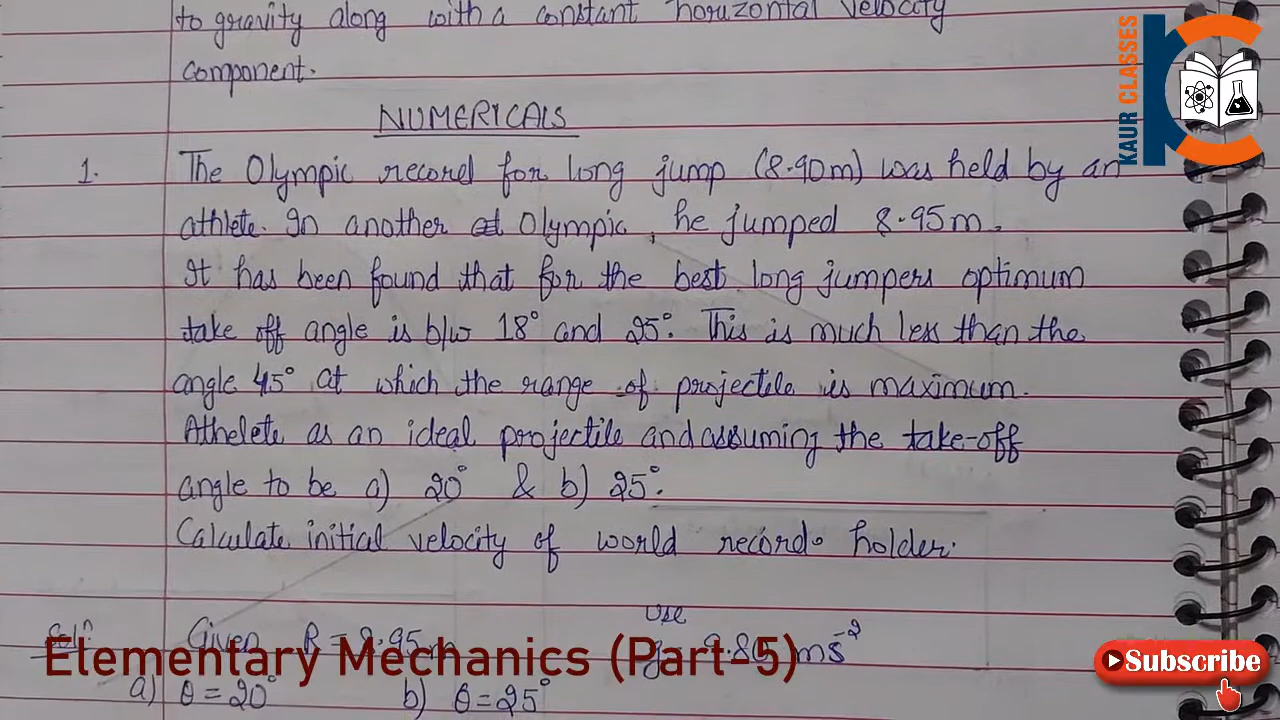 to gravity along with a constant horizontal velocity
component.
NUMERICALS
1. The Olympic record for long jump (8.90m) was held by an
athlete. In another Olympic, he jumped 8.95m.
It has been found that for the best long jumpers optimum
take off angle is b/w 18° and 25°. This is much less than the
angle 45° at which the range of projectile is maximum.
Athelete as an ideal projectile and assuming the take-off
angle to be a) 20° & b) 25°.
Calculate initial velocity of world record holder.
Use
Soln. Given R = 8.95m ms⁻²
a) θ = 20° b) θ = 25°
Elementary Mechanics (Part-5)
KAUR CLASSES
Subscribe